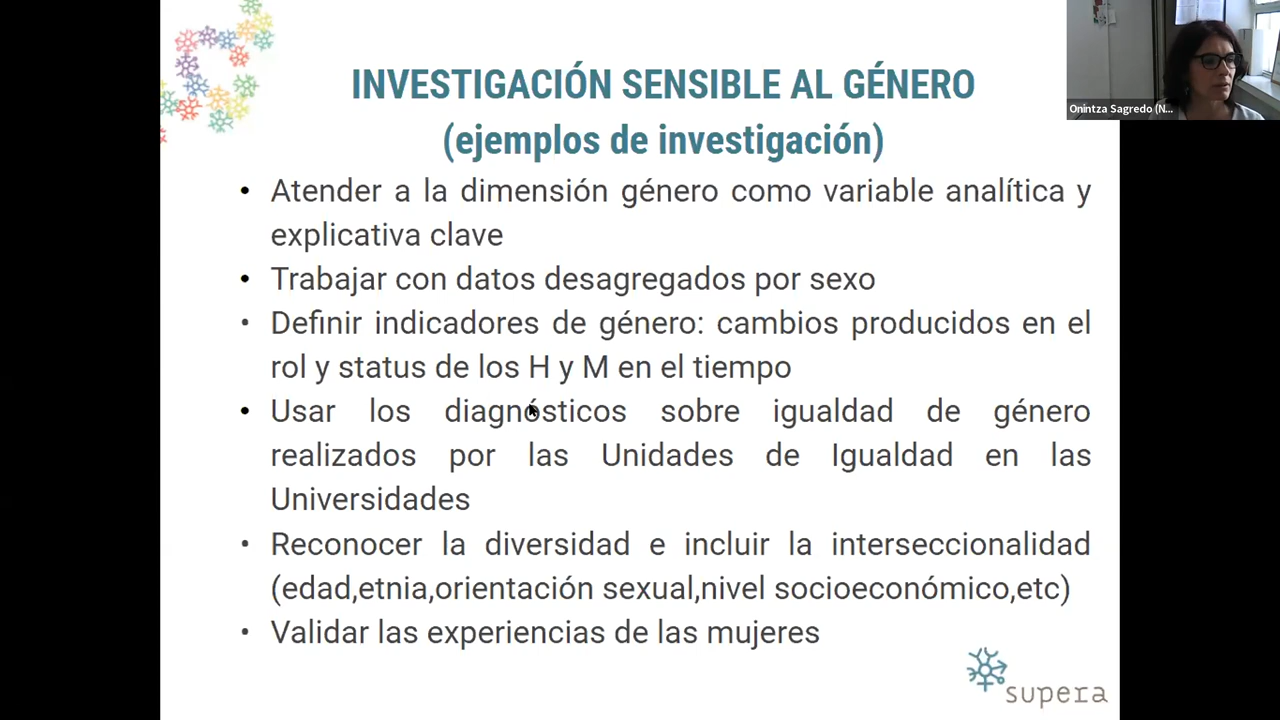 INVESTIGACIÓN SENSIBLE AL GÉNERO
(ejemplos de investigación)
Onintza Sagredo (N...
• Atender a la dimensión género como variable analítica y
explicativa clave
• Trabajar con datos desagregados por sexo
• Definir indicadores de género: cambios producidos en el
rol y status de los H y M en el tiempo
• Usar los diagnósticos sobre igualdad de género
realizados por las Unidades de Igualdad en las
Universidades
• Reconocer la diversidad e incluir la interseccionalidad
(edad,etnia,orientación sexual,nivel socioeconómico,etc)
• Validar las experiencias de las mujeres
supera